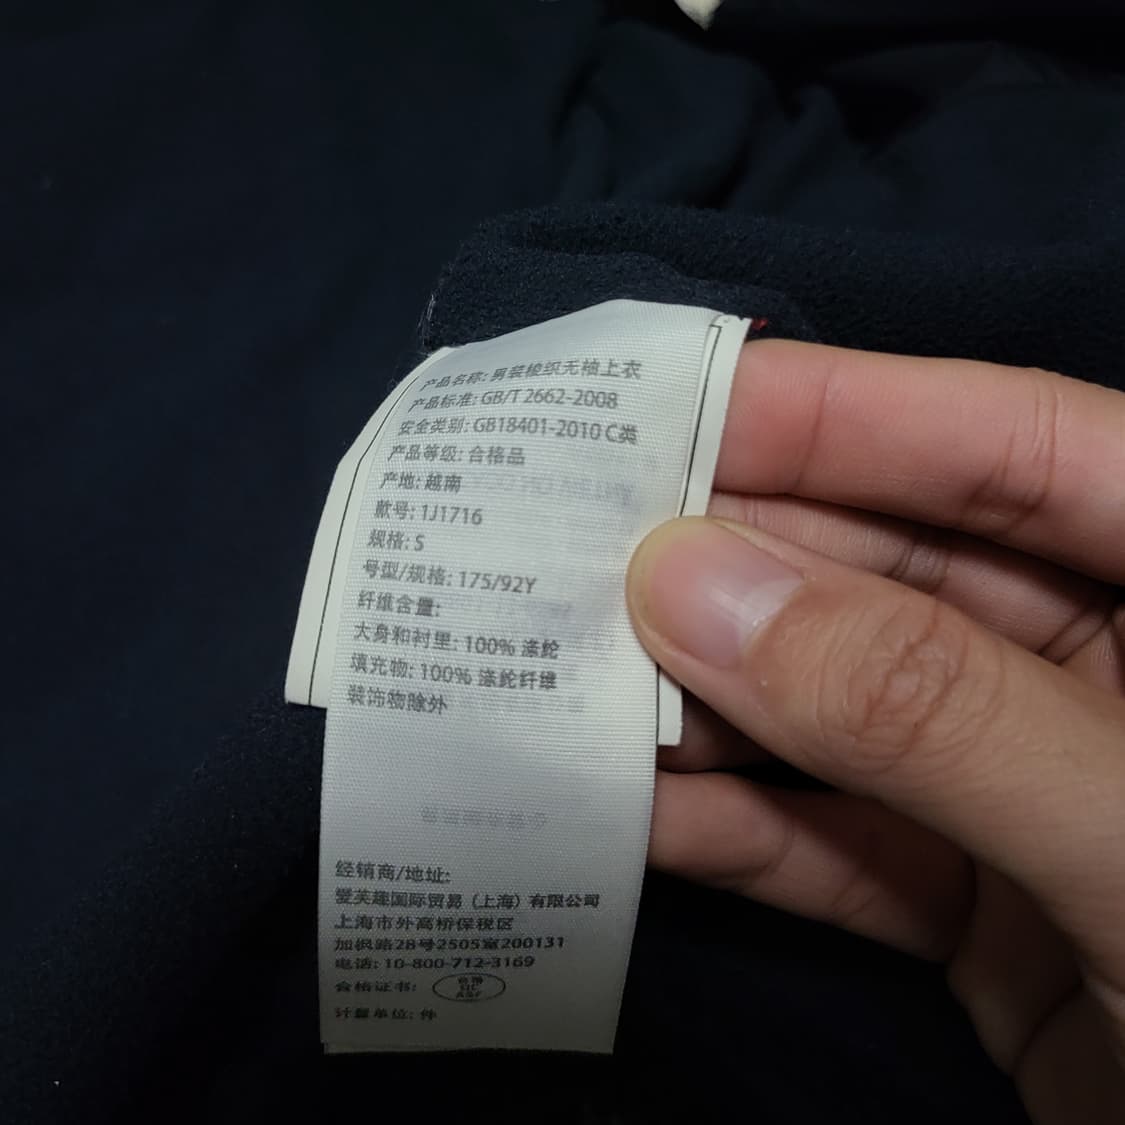 产品名称: 男装梭织无袖上衣
产品标准: GB/T 2662-2008
安全类别: GB18401-2010 C类
产品等级: 合格品
产地: 越南
款号: 1J1716
规格: S
号型/规格: 175/92Y
纤维含量:
大身和衬里: 100% 涤纶
填充物: 100% 涤纶纤维
装饰物除外
经销商/地址:
爱芙趣国际贸易（上海）有限公司
上海市外高桥保税区
加枫路28号2505室200131
电话: 10-800-712-3169
合格证书:
计量单位: 件